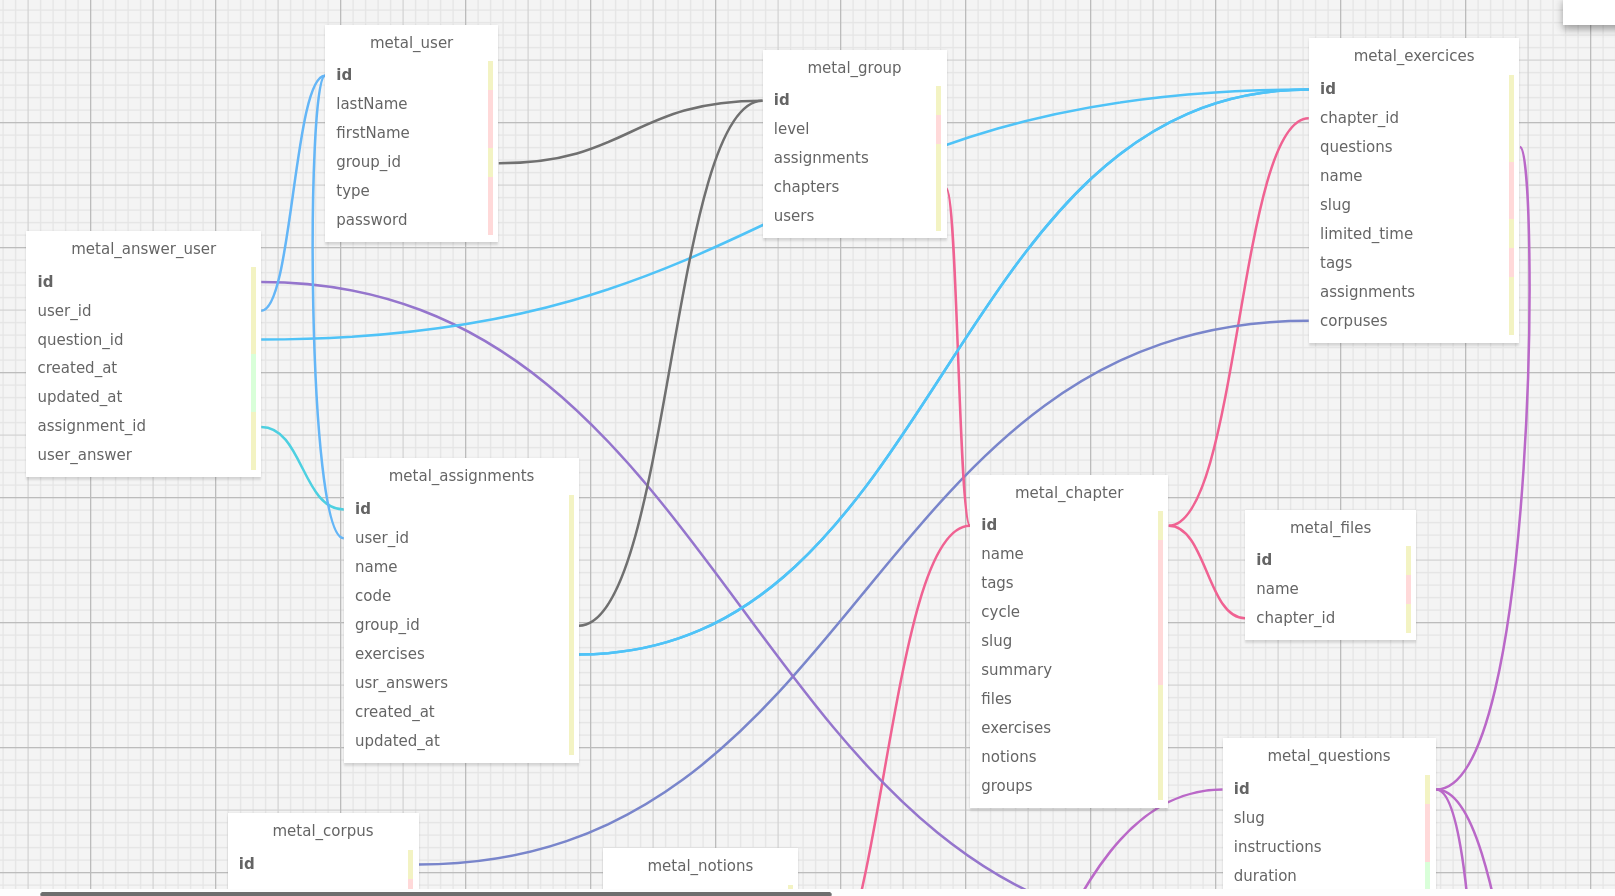 metal_user
id
lastName
firstName
group_id
type
password
metal_group
id
level
assignments
chapters
users
metal_exercices
id
chapter_id
questions
name
slug
limited_time
tags
assignments
corpuses
metal_answer_user
id
user_id
question_id
created_at
updated_at
assignment_id
user_answer
metal_assignments
id
user_id
name
code
group_id
exercises
usr_answers
created_at
updated_at
metal_chapter
id
name
tags
cycle
slug
summary
files
exercises
notions
groups
metal_files
id
name
chapter_id
metal_questions
id
slug
instructions
duration
metal_corpus
id
metal_notions